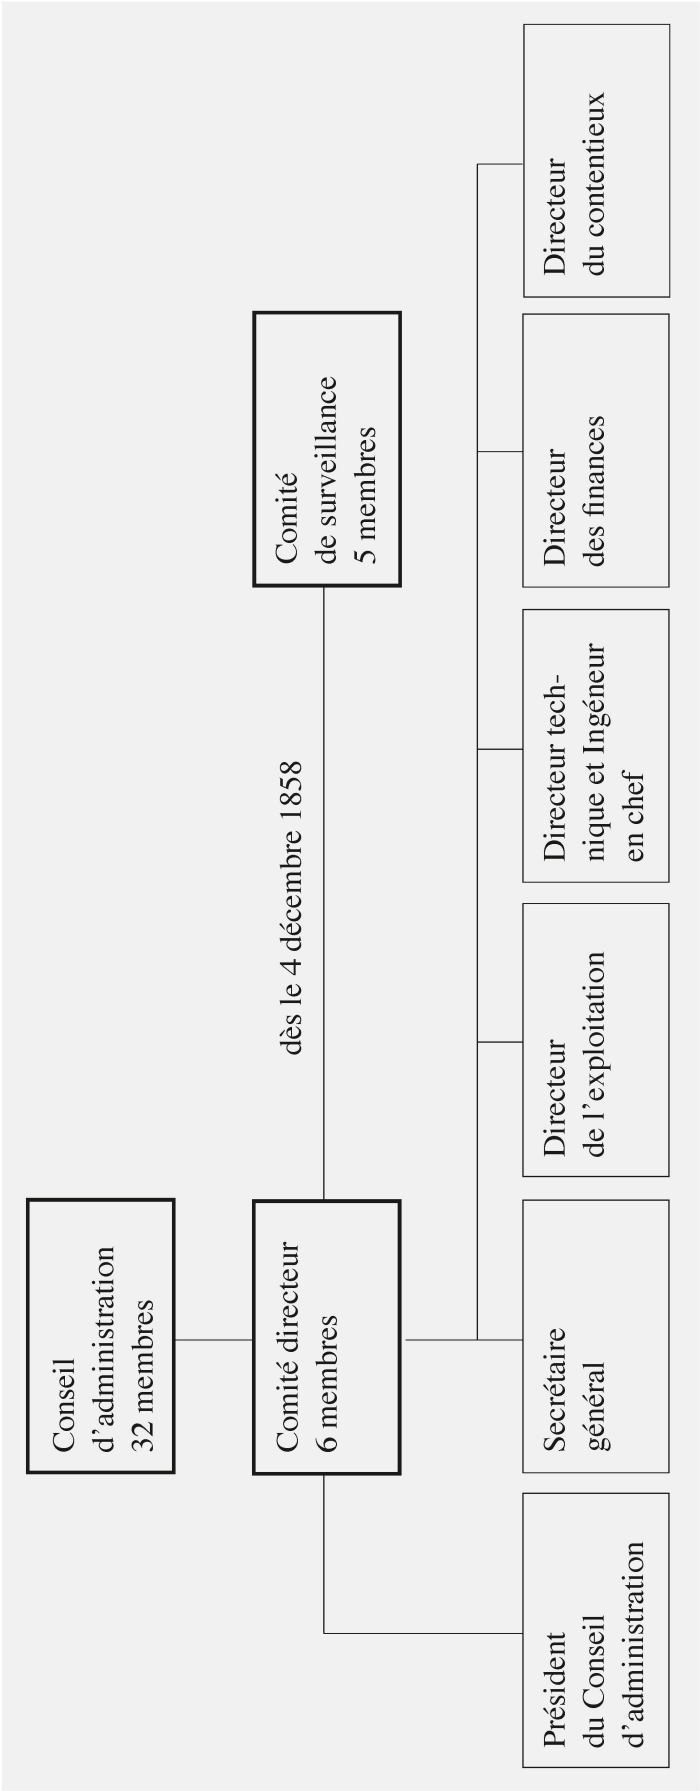 Conseil
d’administration
32 membres
Comité directeur
6 membres
dès le 4 décembre 1858
Comité
de surveillance
5 membres
Président
du Conseil
d’administration
Secrétaire
général
Directeur
de l’exploitation
Directeur tech-
nique et Ingéneur
en chef
Directeur
des finances
Directeur
du contentieux